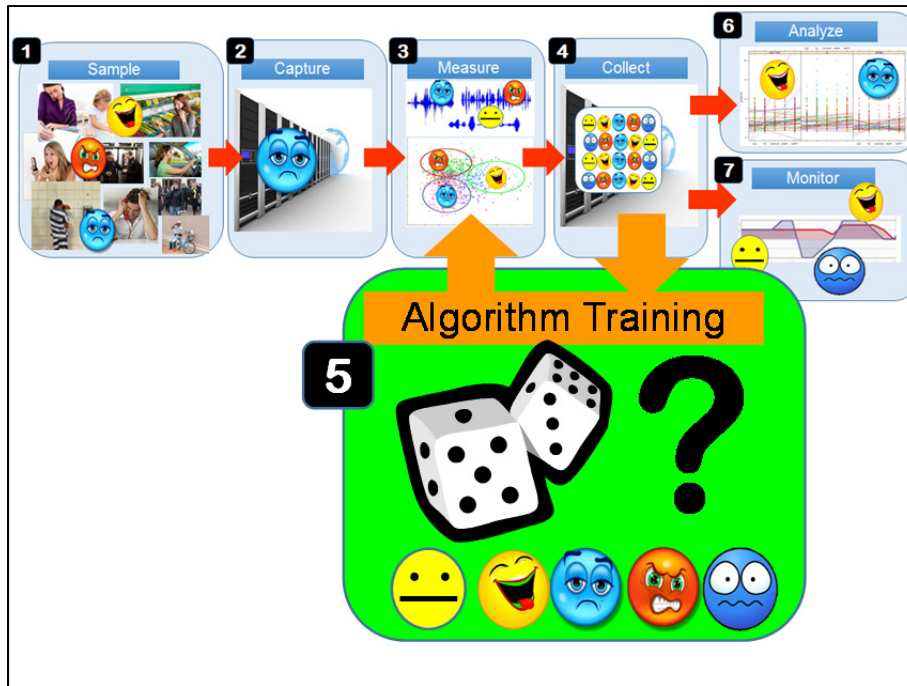 1
Sample
2
Capture
3
Measure
4
Collect
6
Analyze
7
Monitor
Algorithm Training
5
?